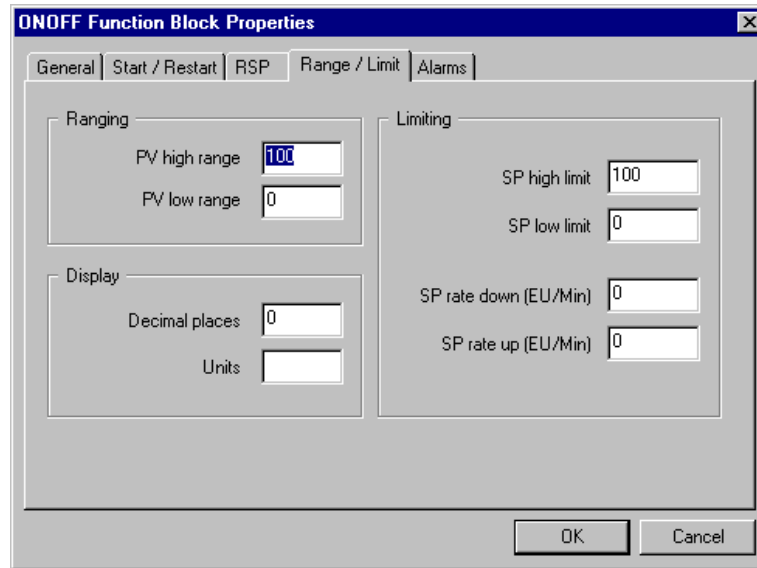 ONOFF Function Block Properties
General Start / Restart RSP Range / Limit Alarms
Ranging
PV high range 100
PV low range 0
Display
Decimal places 0
Units
Limiting
SP high limit 100
SP low limit 0
SP rate down (EU/Min) 0
SP rate up (EU/Min) 0
OK Cancel